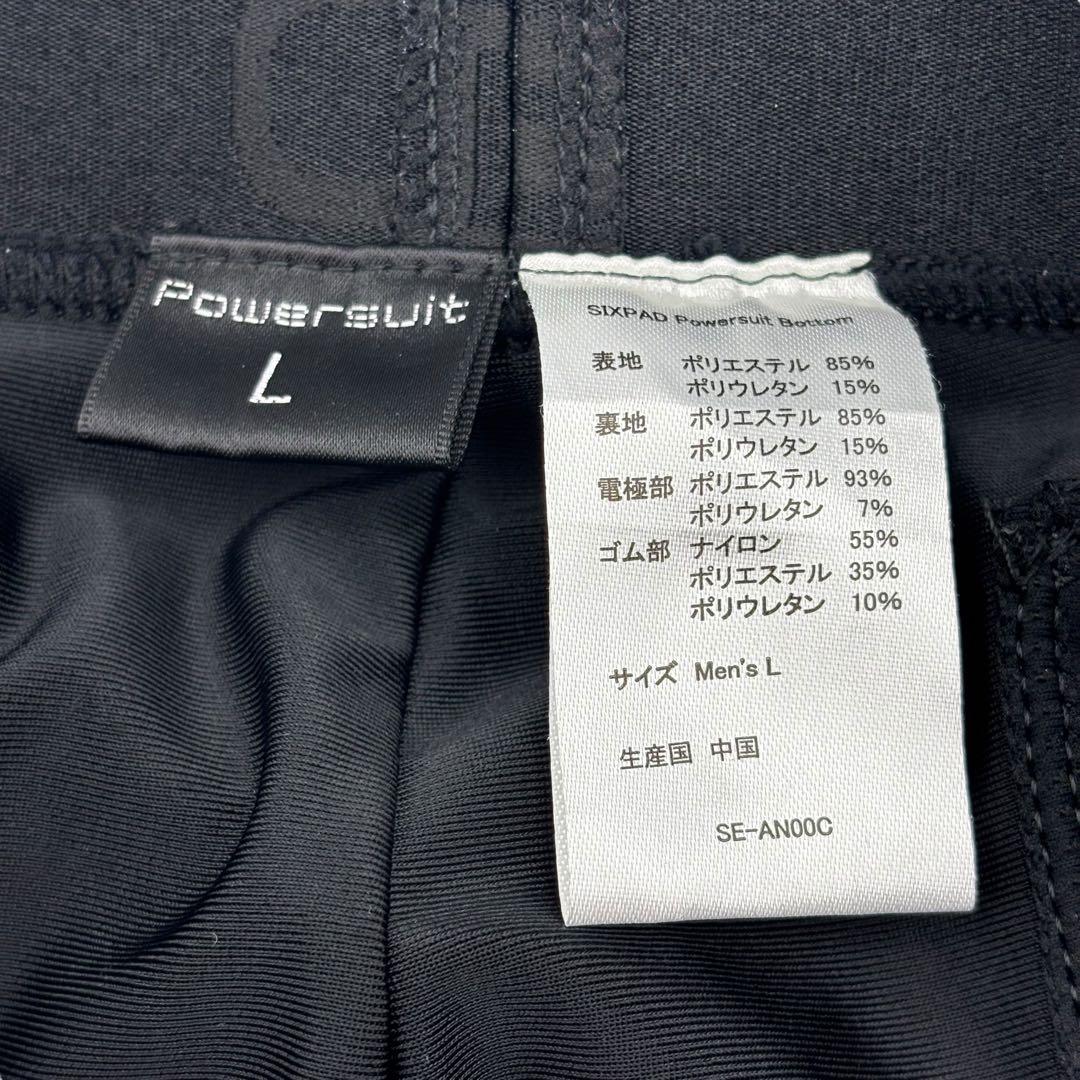 Powersuit
L
SIXPAD Powersuit Bottom
表地 ポリエステル 85%
ポリウレタン 15%
裏地 ポリエステル 85%
ポリウレタン 15%
電極部 ポリエステル 93%
ポリウレタン 7%
ゴム部 ナイロン 55%
ポリエステル 35%
ポリウレタン 10%
サイズ Men's L
生産国 中国
SE-AN00C